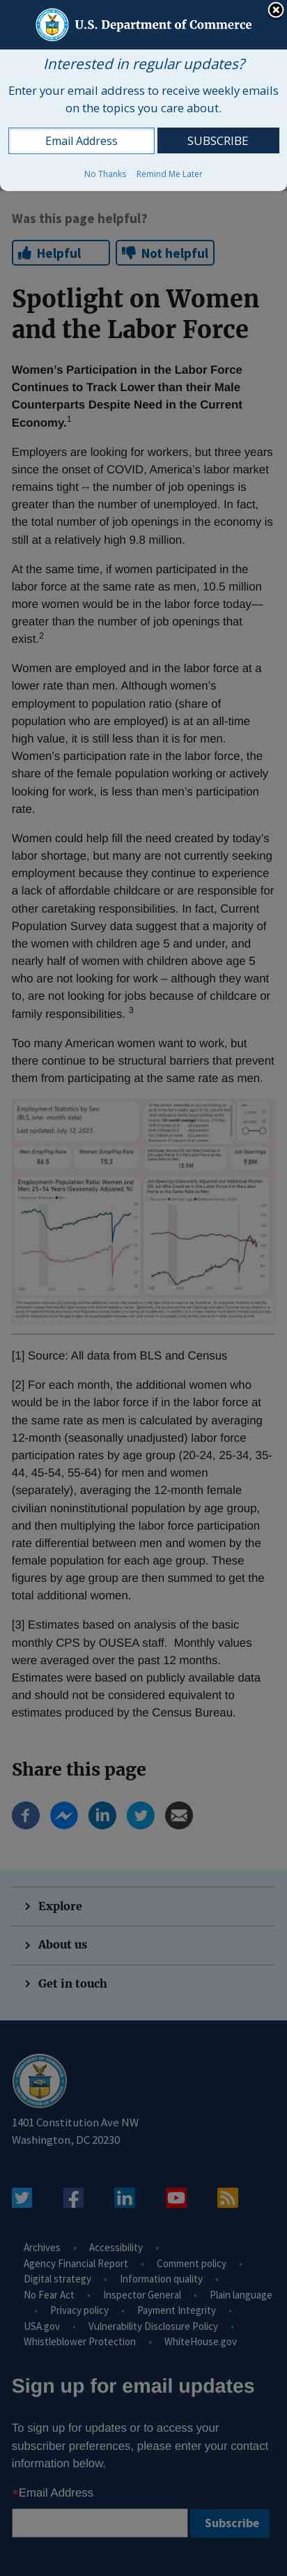 U.S. Department of Commerce
Interested in regular updates?
Enter your email address to receive weekly emails
on the topics you care about.
Email Address
SUBSCRIBE
No Thanks Remind Me Later
Was this page helpful?
Helpful
Not helpful
Spotlight on Women
and the Labor Force
Women's Participation in the Labor Force
Continues to Track Lower than their Male
Counterparts Despite Need in the Current
Economy.1
Employers are looking for workers, but three years
since the onset of COVID, America's labor market
remains tight -- the number of job openings is
greater than the number of unemployed. In fact,
the total number of job openings in the economy is
still at a relatively high 9.8 million.
At the same time, if women participated in the
labor force at the same rate as men, 10.5 million
more women would be in the labor force today—
greater than the number of job openings that
exist.2
Women are employed and in the labor force at a
lower rate than men. Although women's
employment to population ratio (share of
population who are employed) is at an all-time
high value, it is still less than it is for men.
Women's participation rate in the labor force, the
share of the female population working or actively
looking for work, is less than men's participation
rate.
Women could help fill the need created by today's
labor shortage, but many are not currently seeking
employment because they continue to experience
a lack of affordable childcare or are responsible for
other caretaking responsibilities. In fact, Current
Population Survey data suggest that a majority of
the women with children age 5 and under, and
nearly half of women with children above age 5
who are not looking for work – although they want
to, are not looking for jobs because of childcare or
family responsibilities. 3
Too many American women want to work, but
there continue to be structural barriers that prevent
them from participating at the same rate as men.
Employment Statistics by Sex
(BLS, one-month data)
Last updated: July 12, 2023
Men Emp/Pop Rate
86.5
Women Emp/Pop Rate
75.3
10.5M
Job Openings
9.8M
Employment-Population Ratio: Women and
Men 25-54 Years (Seasonally Adjusted, %)
[1] Source: All data from BLS and Census
[2] For each month, the additional women who
would be in the labor force if in the labor force at
the same rate as men is calculated by averaging
12-month (seasonally unadjusted) labor force
participation rates by age group (20-24, 25-34, 35-
44, 45-54, 55-64) for men and women
(separately), averaging the 12-month female
civilian noninstitutional population by age group,
and then multiplying the labor force participation
rate differential between men and women by the
female population for each age group. These
figures by age group are then summed to get the
total additional women.
[3] Estimates based on analysis of the basic
monthly CPS by OUSEA staff. Monthly values
were averaged over the past 12 months.
Estimates were based on publicly available data
and should not be considered equivalent to
estimates produced by the Census Bureau.
Share this page
Explore
About us
Get in touch
1401 Constitution Ave NW
Washington, DC 20230
Archives • Accessibility •
Agency Financial Report • Comment policy •
Digital strategy • Information quality •
No Fear Act • Inspector General • Plain language
• Privacy policy • Payment Integrity •
USA.gov • Vulnerability Disclosure Policy •
Whistleblower Protection • WhiteHouse.gov
Sign up for email updates
To sign up for updates or to access your
subscriber preferences, please enter your contact
information below.
*Email Address
Subscribe